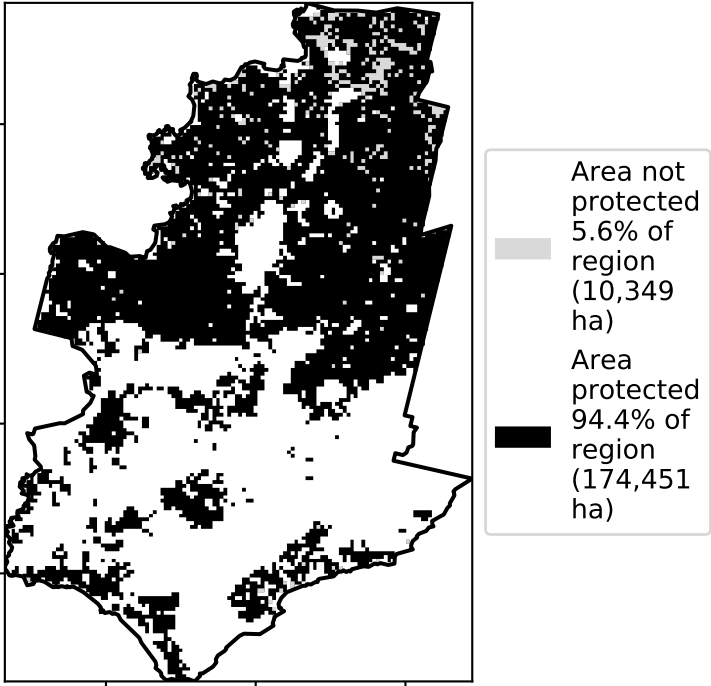 Area not
protected
5.6% of
region
(10,349
ha)
Area
protected
94.4% of
region
(174,451
ha)